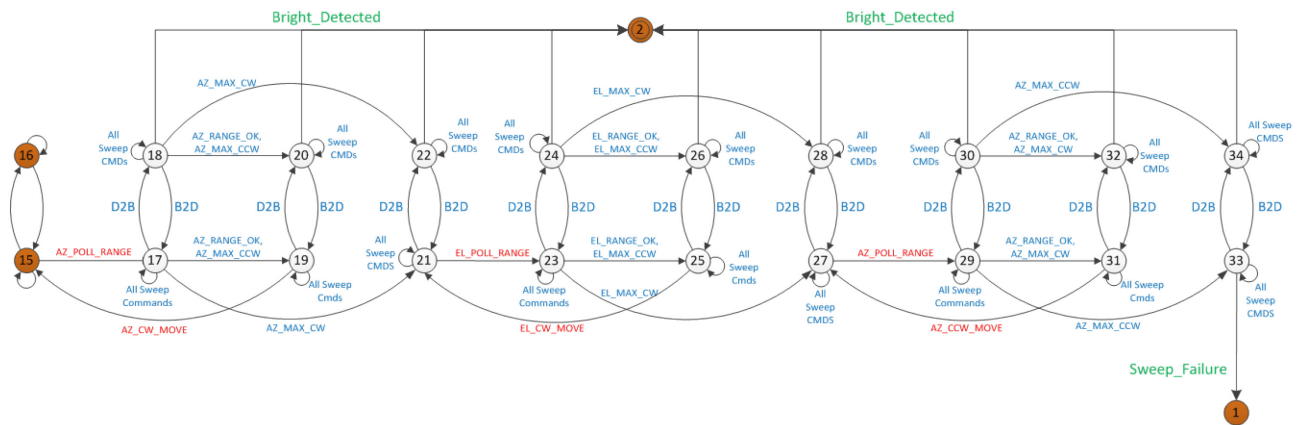 Bright_Detected
2
Bright_Detected
AZ_MAX_CW
EL_MAX_CW
AZ_MAX_CCW
16
All
Sweep
CMDs
18
AZ_RANGE_OK,
AZ_MAX_CCW
20
All
Sweep
CMDs
22
All
Sweep
CMDs
All
Sweep
CMDs
24
EL_RANGE_OK,
EL_MAX_CCW
26
All
Sweep
CMDs
28
All
Sweep
CMDs
All
Sweep
CMDs
30
AZ_RANGE_OK,
AZ_MAX_CW
32
All
Sweep
CMDs
34
All Sweep
CMDS
D2B
B2D
D2B
B2D
D2B
B2D
D2B
B2D
D2B
B2D
D2B
B2D
D2B
B2D
D2B
B2D
D2B
B2D
15
AZ_POLL_RANGE
17
AZ_RANGE_OK,
AZ_MAX_CCW
19
All
Sweep
CMDS
21
EL_POLL_RANGE
23
EL_RANGE_OK,
EL_MAX_CCW
25
All
Sweep
Cmds
27
AZ_POLL_RANGE
29
AZ_RANGE_OK,
AZ_MAX_CW
31
33
All Sweep
Commands
All Sweep
Cmds
All Sweep
Commands
EL_MAX_CW
All
Sweep
CMDS
All Sweep
Commands
All Sweep
Cmds
All
Sweep
CMDS
AZ_CW_MOVE
AZ_MAX_CW
EL_CW_MOVE
AZ_CCW_MOVE
AZ_MAX_CCW
Sweep_Failure
1